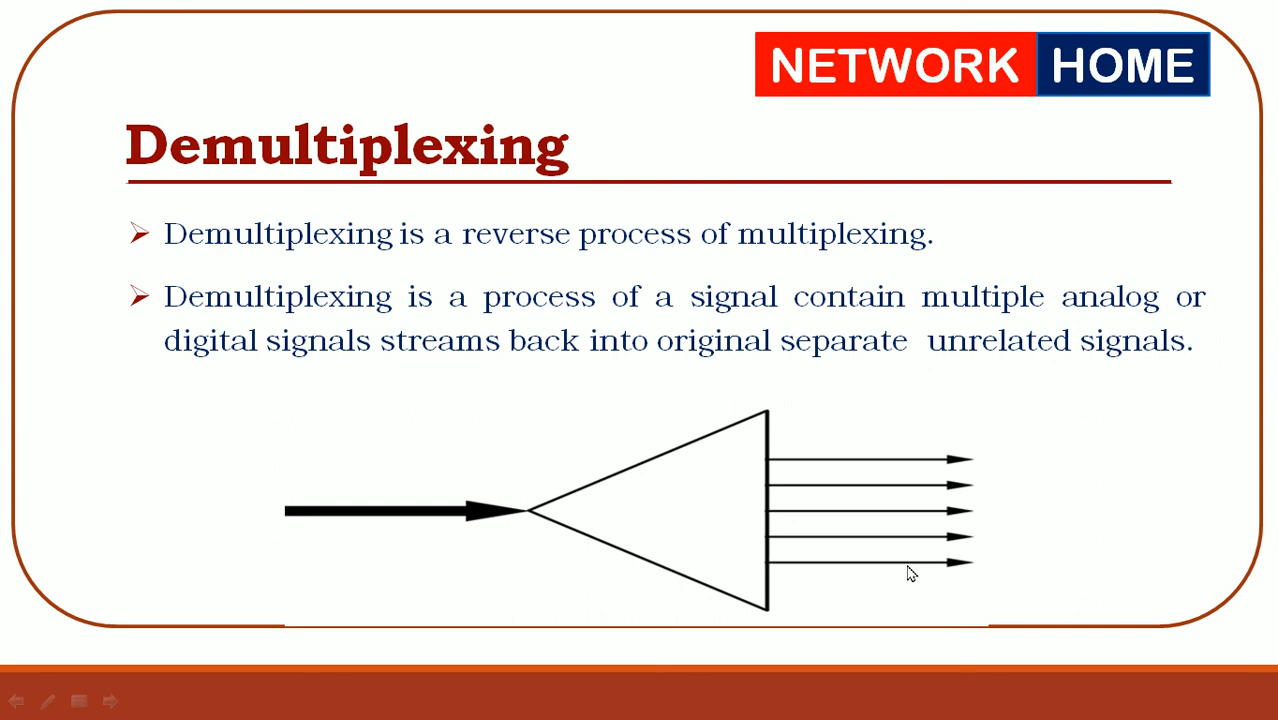 NETWORK HOME
Demultiplexing
Demultiplexing is a reverse process of multiplexing.
Demultiplexing is a process of a signal contain multiple analog or
digital signals streams back into original separate unrelated signals.